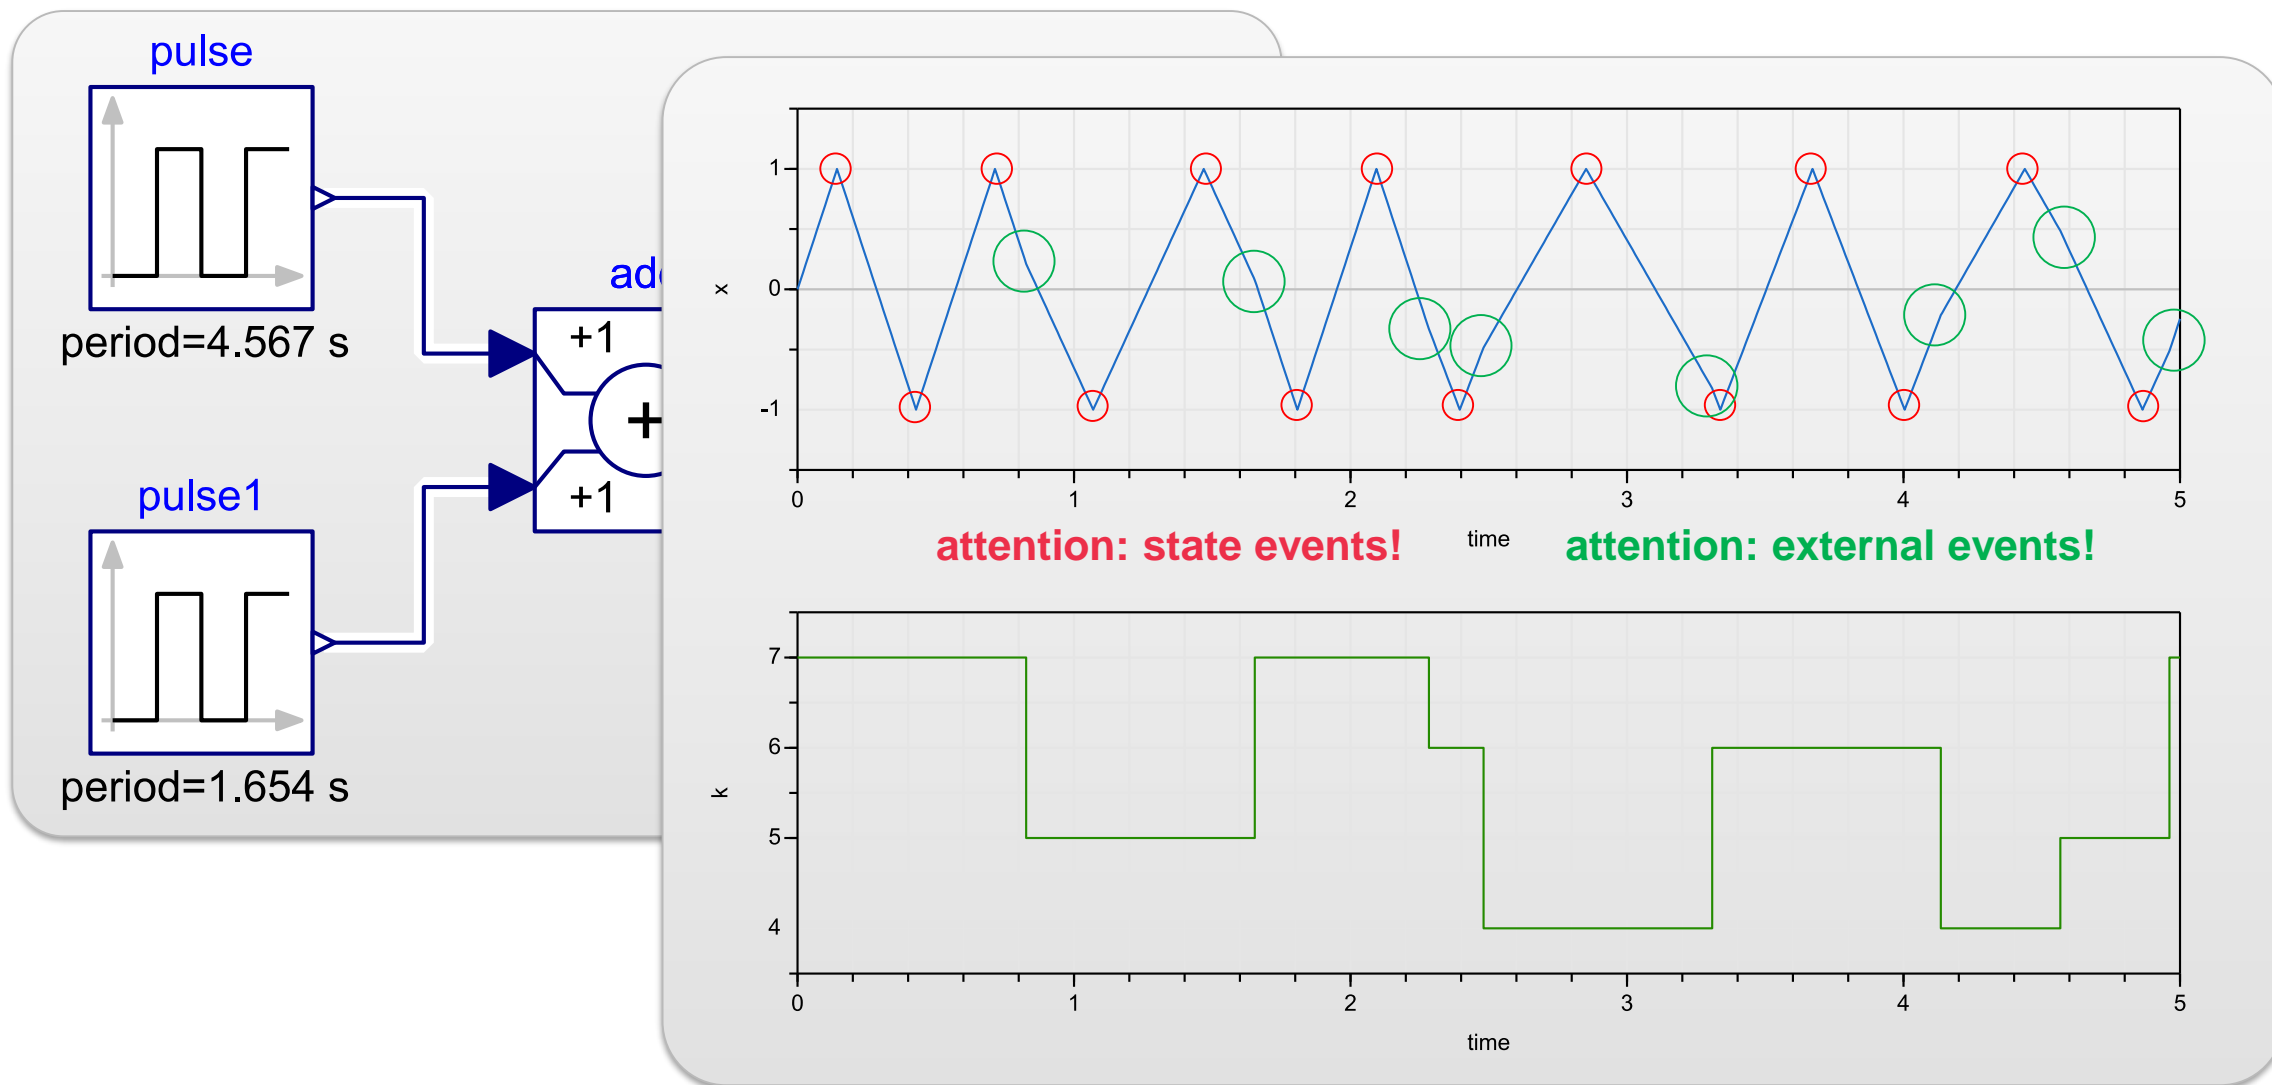 pulse
period=4.567 s
add
+1
+
+1
pulse1
period=1.654 s
1
0
-1
x
0 1 2 3 4 5
time
attention: state events!
attention: external events!
7
6
5
4
k
0 1 2 3 4 5
time